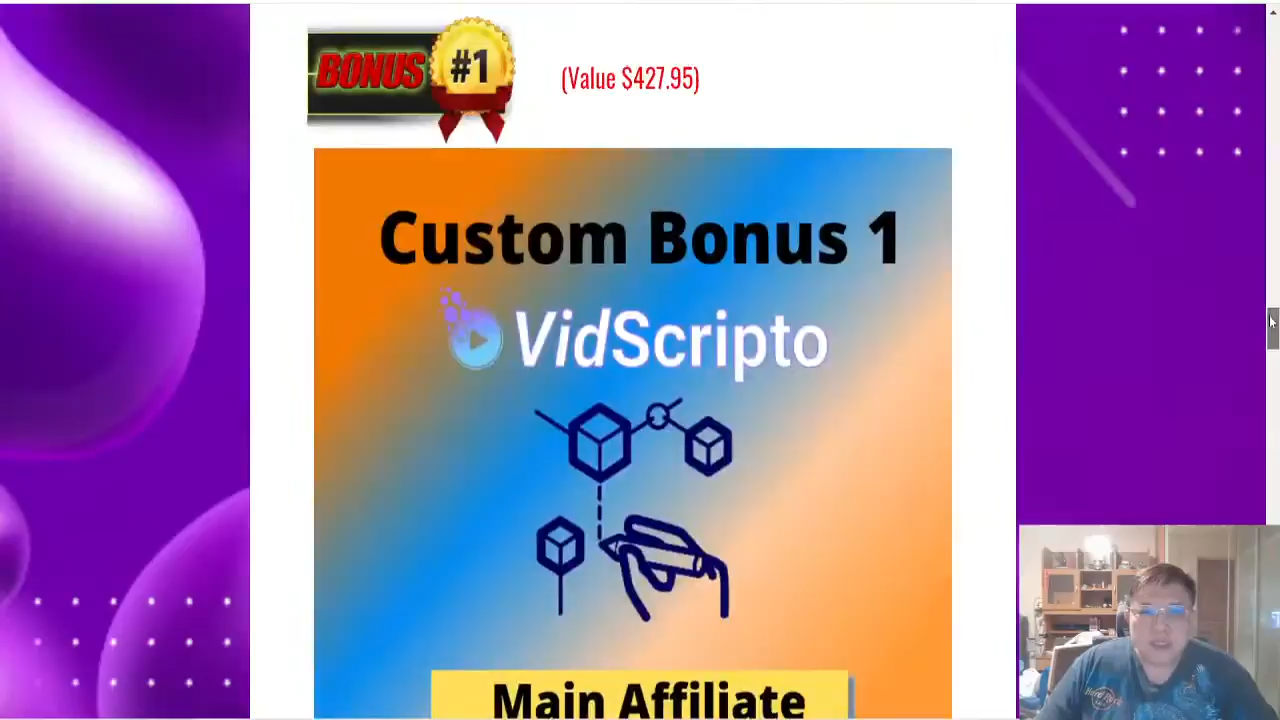 BONUS #1
(Value $427.95)
Custom Bonus 1
VidScripto
Main Affiliate